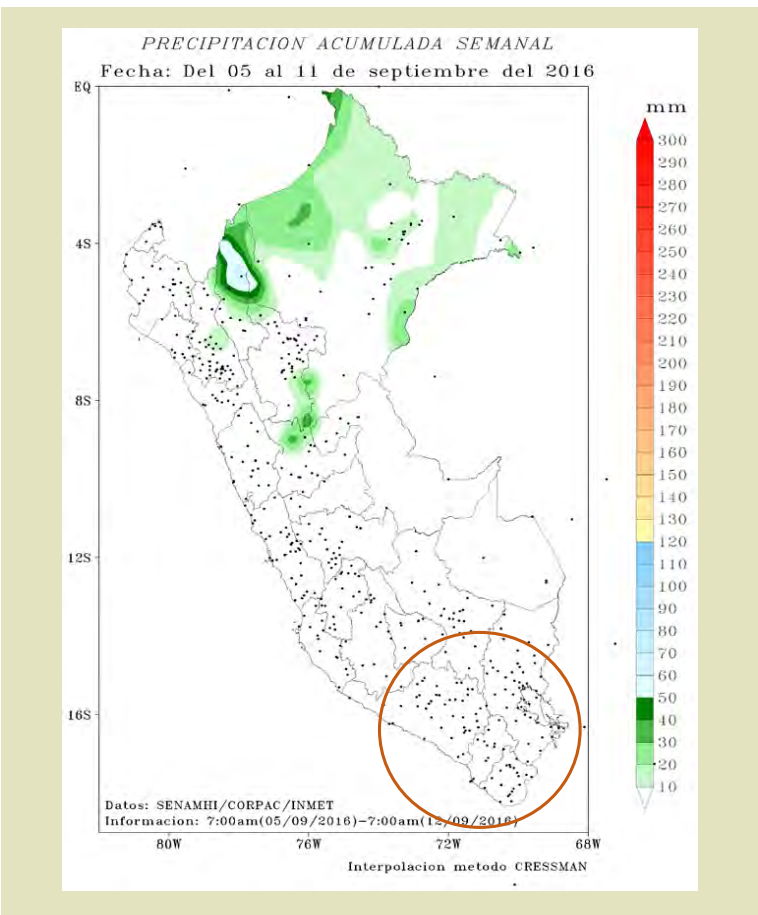 PRECIPITACION ACUMULADA SEMANAL
Fecha: Del 05 al 11 de septiembre del 2016
EQ
4S
8S
12S
16S
80W
76W
72W
68W
mm
300
290
280
270
260
250
240
230
220
210
200
190
180
170
160
150
140
130
120
110
100
90
80
70
60
50
40
30
20
10
Datos: SENAMHI/CORPAC/INMET
Informacion: 7:00am(05/09/2016)-7:00am(12/09/2016)
Interpolacion metodo CRESSMAN